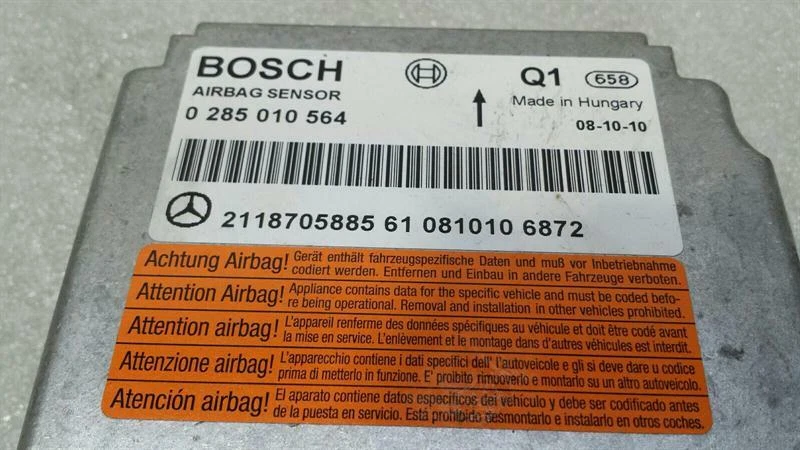 BOSCH
AIRBAG SENSOR
0 285 010 564
Q1 658
Made in Hungary
08-10-10
2118705885 61 081010 6872
Achtung Airbag! Gerät enthält fahrzeugspezifische Daten und muß vor Inbetriebnahme
codiert werden. Entfernen und Einbau in andere Fahrzeuge verboten.
Attention Airbag! Appliance contains data for the specific vehicle and must be coded befo-
re being operational. Removal and installation in other vehicles prohibited.
Attention airbag! L'appareil renferme des données spécifiques au véhicule et doit être codé avant
la mise en service. L'enlèvement et le montage dans d'autres véhicules est interdit.
Attenzione airbag! L'apparecchio contiene i dati specifici dell' l'autoveicole e gli si deve dare u codice
prima di metterlo in funzione. E' proibito rimuoverlo e montarlo su un altro autoveicolo.
Atención airbag! El aparato contiene datos especificos dei vehículo y debe ser codificado antes
de la puesta en servicio. Está prohibido desmontarlo e instalarlo en otros coches.